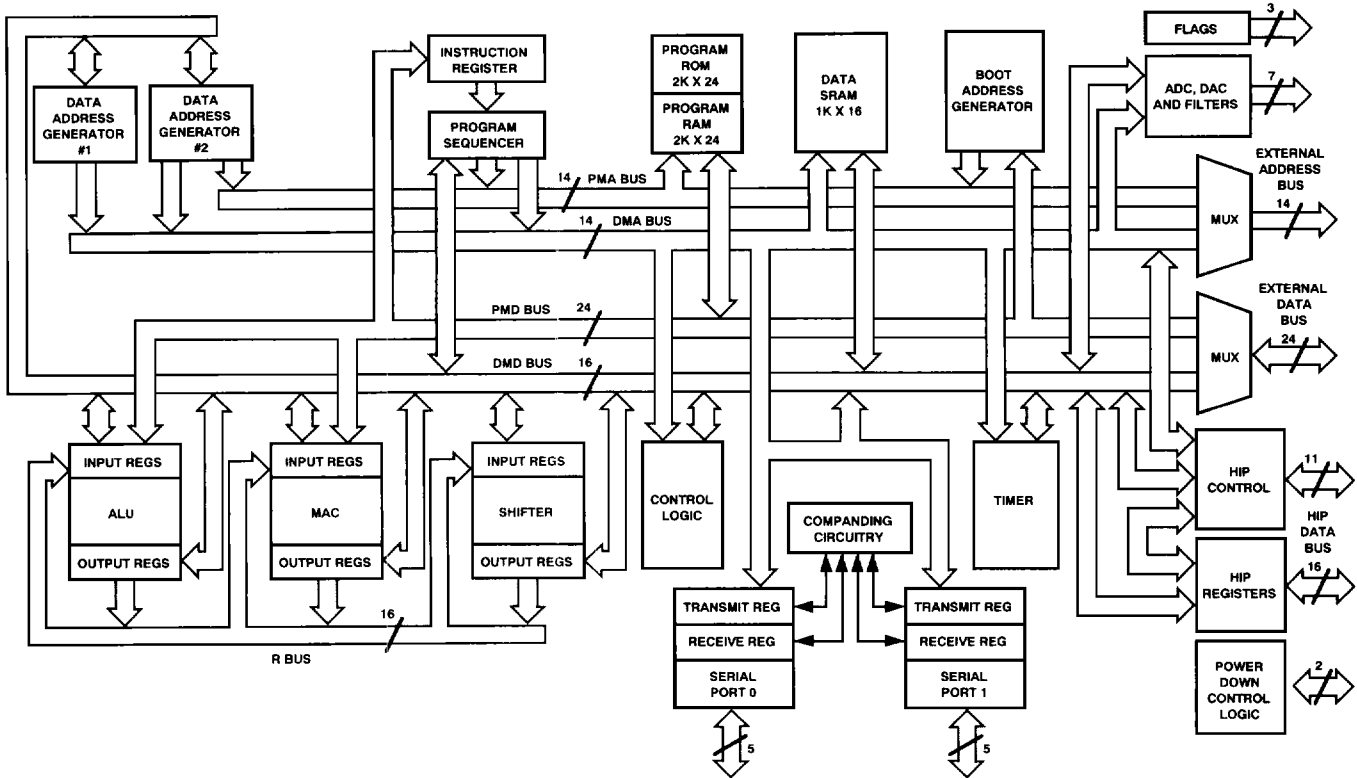 3
FLAGS
INSTRUCTION
REGISTER
PROGRAM
ROM
2K X 24
PROGRAM
RAM
2K X 24
DATA
SRAM
1K X 16
BOOT
ADDRESS
GENERATOR
ADC, DAC
AND FILTERS
7
DATA
ADDRESS
GENERATOR
#1
DATA
ADDRESS
GENERATOR
#2
PROGRAM
SEQUENCER
EXTERNAL
ADDRESS
BUS
14
PMA BUS
14
DMA BUS
MUX
14
24
PMD BUS
EXTERNAL
DATA
BUS
24
16
DMD BUS
MUX
INPUT REGS
ALU
OUTPUT REGS
INPUT REGS
MAC
OUTPUT REGS
INPUT REGS
SHIFTER
OUTPUT REGS
CONTROL
LOGIC
TIMER
HIP
CONTROL
11
COMPANDING
CIRCUITRY
HIP
DATA
BUS
16
HIP
REGISTERS
16
R BUS
TRANSMIT REG
RECEIVE REG
SERIAL
PORT 0
5
TRANSMIT REG
RECEIVE REG
SERIAL
PORT 1
5
POWER
DOWN
CONTROL
LOGIC
2